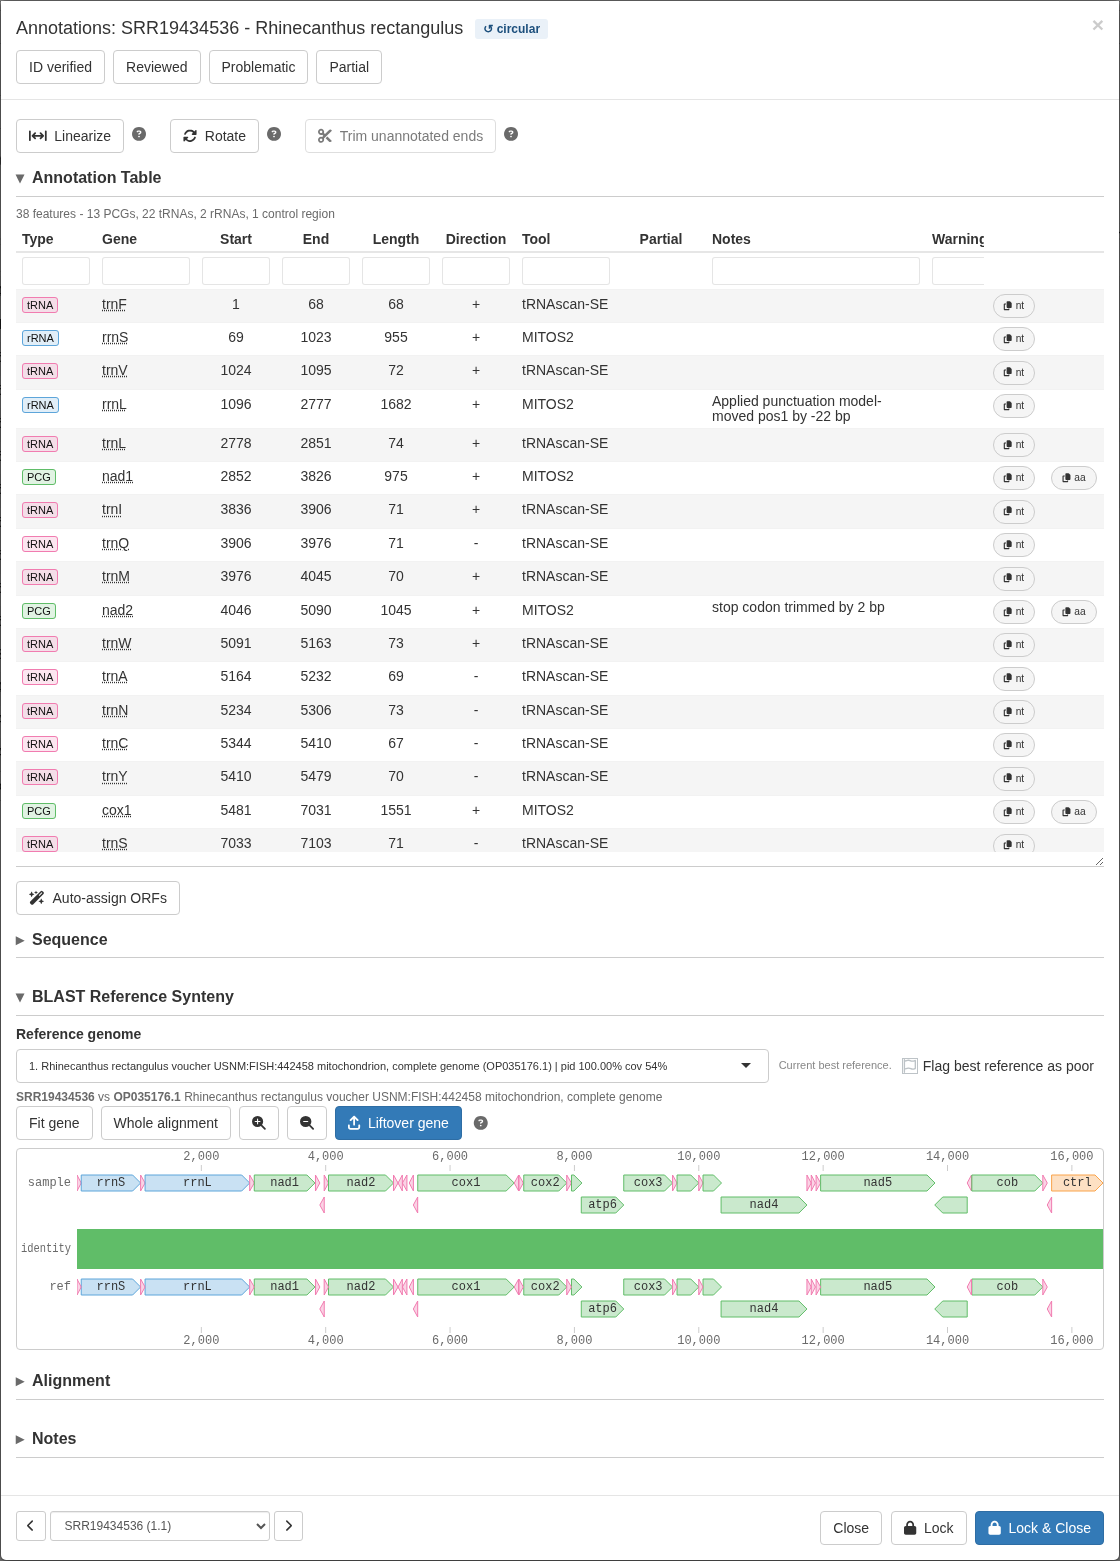 Annotations: SRR19434536 - Rhinecanthus rectangulus ↺ circular ×
ID verified Reviewed Problematic Partial
Linearize ? Rotate ? Trim unannotated ends ?
▼ Annotation Table
38 features - 13 PCGs, 22 tRNAs, 2 rRNAs, 1 control region
Type Gene Start End Length Direction Tool Partial Notes Warning
tRNA trnF 1 68 68 + tRNAscan-SE nt
rRNA rrnS 69 1023 955 + MITOS2 nt
tRNA trnV 1024 1095 72 + tRNAscan-SE nt
rRNA rrnL 1096 2777 1682 + MITOS2 Applied punctuation model- nt
moved pos1 by -22 bp
tRNA trnL 2778 2851 74 + tRNAscan-SE nt
PCG nad1 2852 3826 975 + MITOS2 nt aa
tRNA trnI 3836 3906 71 + tRNAscan-SE nt
tRNA trnQ 3906 3976 71 - tRNAscan-SE nt
tRNA trnM 3976 4045 70 + tRNAscan-SE nt
PCG nad2 4046 5090 1045 + MITOS2 stop codon trimmed by 2 bp nt aa
tRNA trnW 5091 5163 73 + tRNAscan-SE nt
tRNA trnA 5164 5232 69 - tRNAscan-SE nt
tRNA trnN 5234 5306 73 - tRNAscan-SE nt
tRNA trnC 5344 5410 67 - tRNAscan-SE nt
tRNA trnY 5410 5479 70 - tRNAscan-SE nt
PCG cox1 5481 7031 1551 + MITOS2 nt aa
tRNA trnS 7033 7103 71 - tRNAscan-SE nt
Auto-assign ORFs
► Sequence
▼ BLAST Reference Synteny
Reference genome
1. Rhinecanthus rectangulus voucher USNM:FISH:442458 mitochondrion, complete genome (OP035176.1) | pid 100.00% cov 54% Current best reference. Flag best reference as poor
SRR19434536 vs OP035176.1 Rhinecanthus rectangulus voucher USNM:FISH:442458 mitochondrion, complete genome
Fit gene Whole alignment Liftover gene ?
2,000 4,000 6,000 8,000 10,000 12,000 14,000 16,000
sample rrnS rrnL nad1 nad2 cox1 cox2 cox3 nad5 cob ctrl
atp6 nad4
identity
ref rrnS rrnL nad1 nad2 cox1 cox2 cox3 nad5 cob
atp6 nad4
2,000 4,000 6,000 8,000 10,000 12,000 14,000 16,000
► Alignment
► Notes
SRR19434536 (1.1) Close Lock Lock & Close